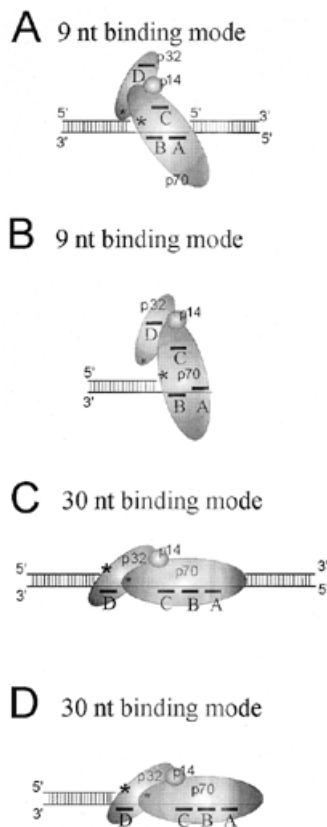 A 9 nt binding mode
p32
D p14
5' * C 5' 3'
3' * B A 5'
p70
B 9 nt binding mode
p32
D p14
C
5' * * p70
3' B A
C 30 nt binding mode
5' * p32 p14 p70 3'
3' D * C B A 5'
D 30 nt binding mode
5' * p32 p14 p70
3' D * C B A